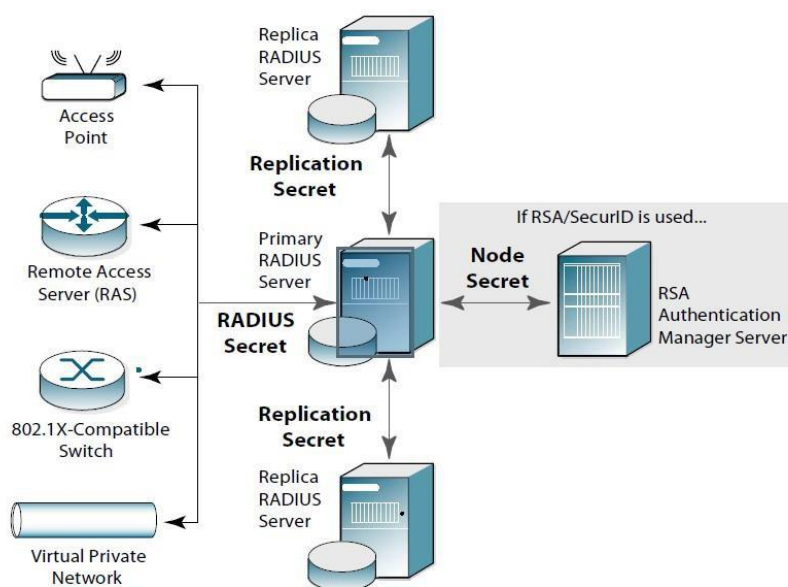 Replica
RADIUS
Server
Access
Point
Replication
Secret
If RSA/SecurID is used...
Primary
RADIUS
Server
Node
Secret
Remote Access
Server (RAS)
RADIUS
Secret
RSA
Authentication
Manager Server
802.1X-Compatible
Switch
Replication
Secret
Replica
RADIUS
Server
Virtual Private
Network